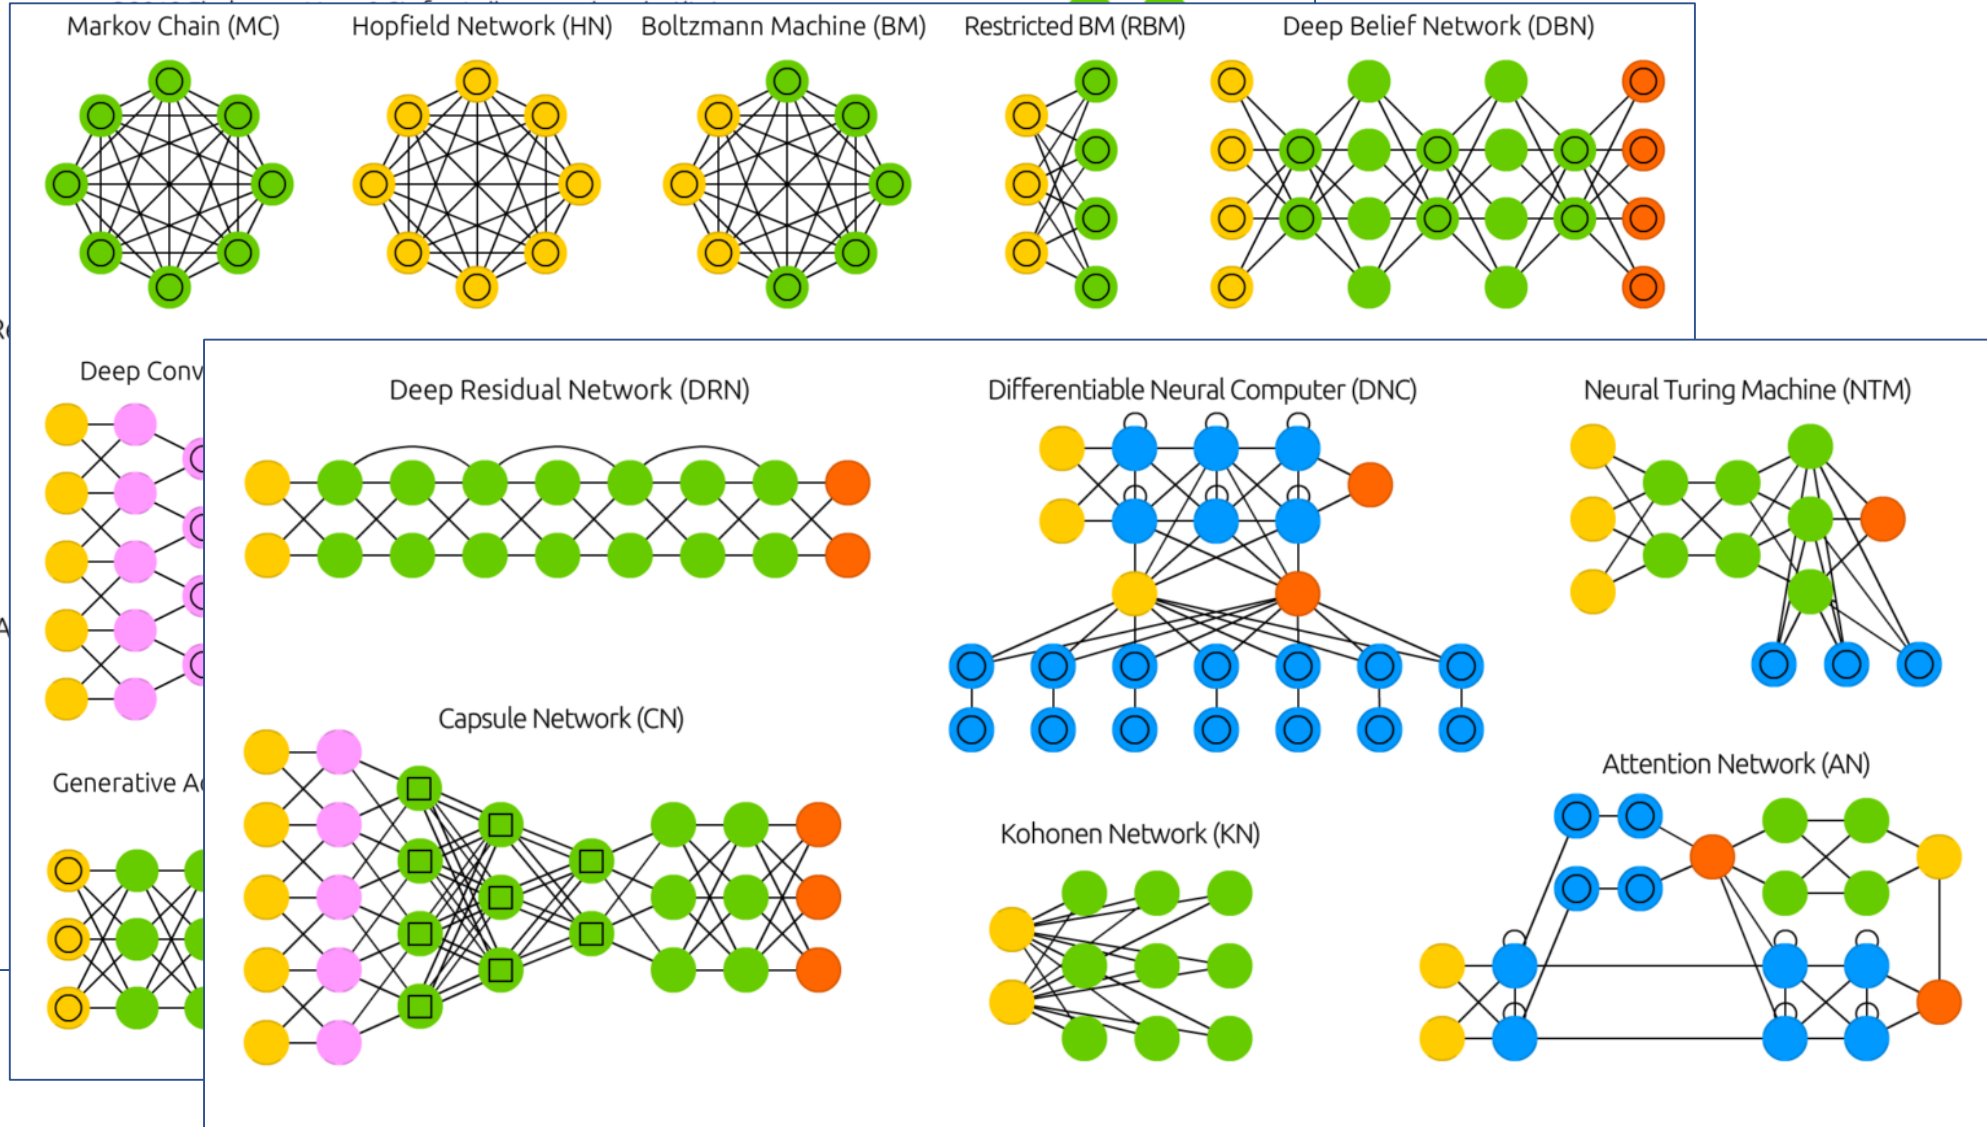 Markov Chain (MC)
Hopfield Network (HN)
Boltzmann Machine (BM)
Restricted BM (RBM)
Deep Belief Network (DBN)
Deep Conv
Deep Residual Network (DRN)
Differentiable Neural Computer (DNC)
Neural Turing Machine (NTM)
Capsule Network (CN)
Generative
Attention Network (AN)
Kohonen Network (KN)